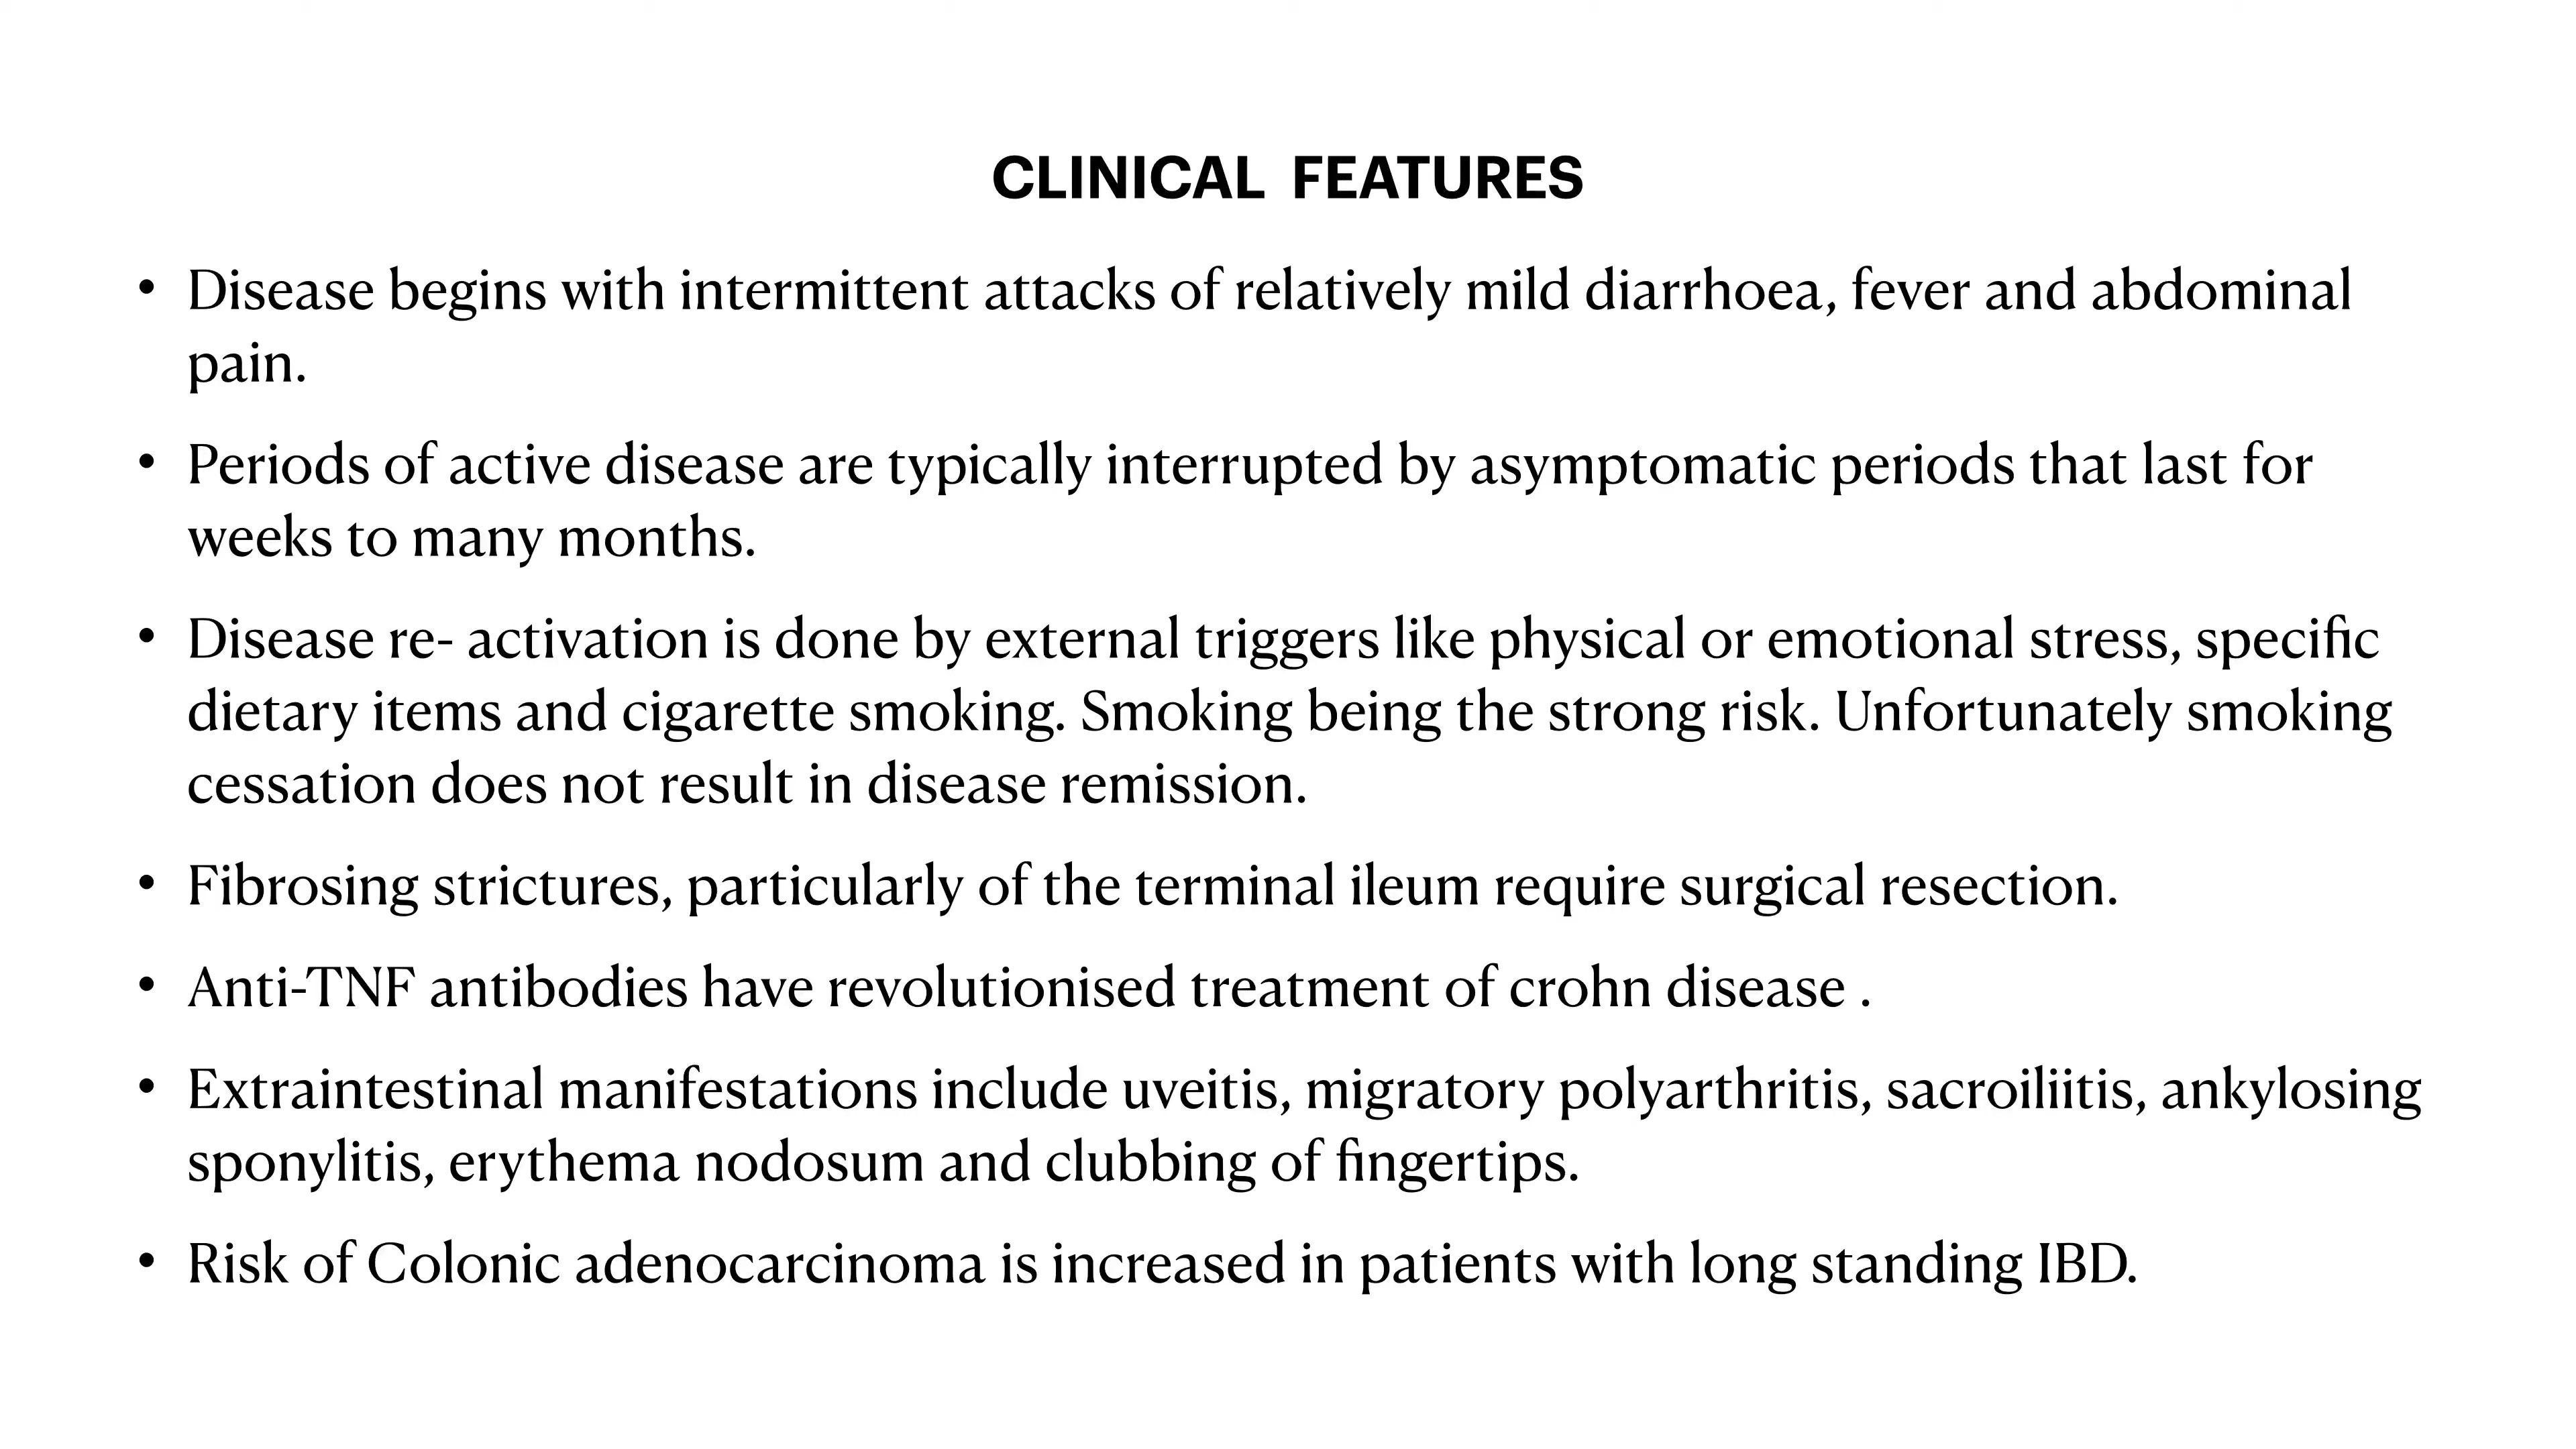 CLINICAL FEATURES
• Disease begins with intermittent attacks of relatively mild diarrhoea, fever and abdominal
pain.
• Periods of active disease are typically interrupted by asymptomatic periods that last for
weeks to many months.
• Disease re- activation is done by external triggers like physical or emotional stress, specific
dietary items and cigarette smoking. Smoking being the strong risk. Unfortunately smoking
cessation does not result in disease remission.
• Fibrosing strictures, particularly of the terminal ileum require surgical resection.
• Anti-TNF antibodies have revolutionised treatment of crohn disease .
• Extraintestinal manifestations include uveitis, migratory polyarthritis, sacroiliitis, ankylosing
sponylitis, erythema nodosum and clubbing of fingertips.
• Risk of Colonic adenocarcinoma is increased in patients with long standing IBD.